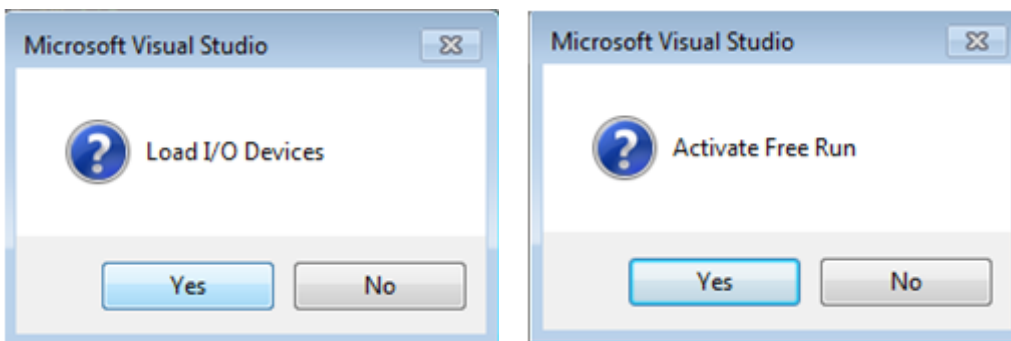 Microsoft Visual Studio
Load I/O Devices
Yes No
Microsoft Visual Studio
Activate Free Run
Yes No